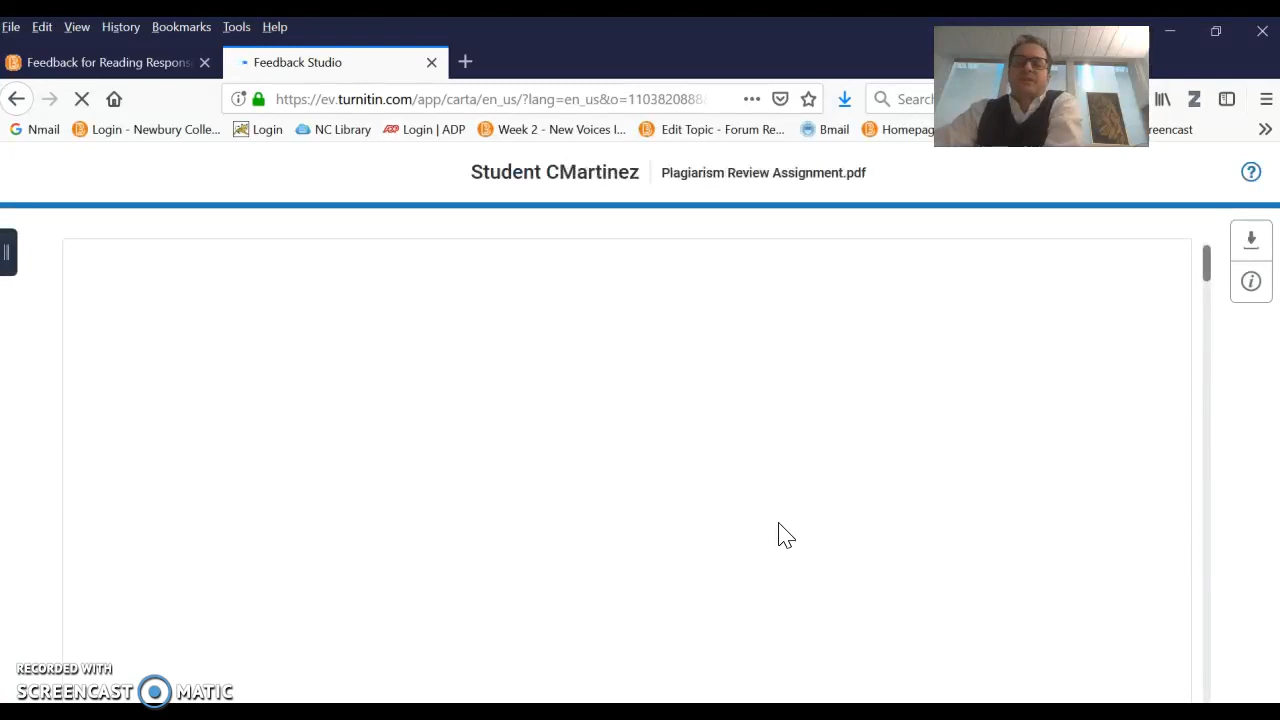 File Edit View History Bookmarks Tools Help
Feedback for Reading Respons
Feedback Studio
https://ev.turnitin.com/app/carta/en_us/?lang=en_us&o=1103820888
Search
Nmail Login - Newbury Colle... Login NC Library Login | ADP Week 2 - New Voices I... Edit Topic - Forum Re... Bmail Homepag reencast
Student CMartinez Plagiarism Review Assignment.pdf
RECORDED WITH
SCREENCAST MATIC